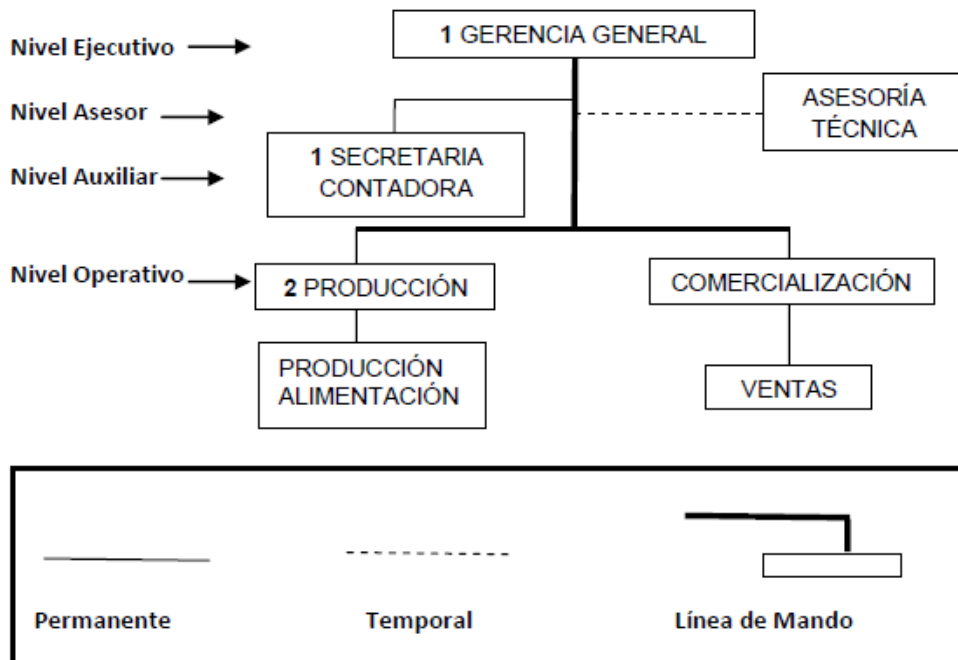 Nivel Ejecutivo
1 GERENCIA GENERAL
Nivel Asesor
ASESORÍA
TÉCNICA
Nivel Auxiliar
1 SECRETARIA
CONTADORA
Nivel Operativo
2 PRODUCCIÓN
COMERCIALIZACIÓN
PRODUCCIÓN
ALIMENTACIÓN
VENTAS
Permanente
Temporal
Línea de Mando